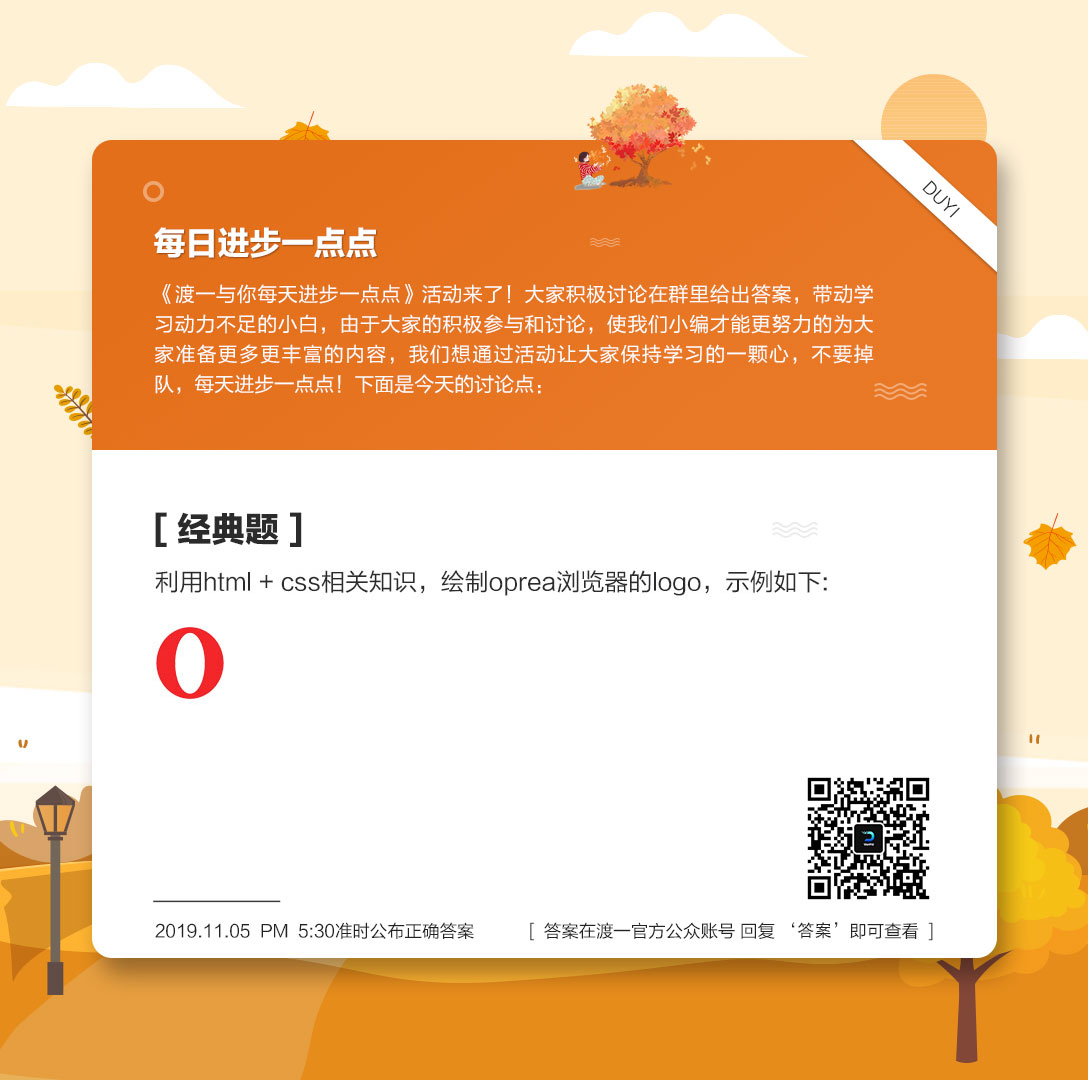 DUYI
每日进步一点点
《渡一与你每天进步一点点》活动来了！大家积极讨论在群里给出答案，带动学
习动力不足的小白，由于大家的积极参与和讨论，使我们小编才能更努力的为大
家准备更多更丰富的内容，我们想通过活动让大家保持学习的一颗心，不要掉
队，每天进步一点点！下面是今天的讨论点：
[ 经典题 ]
利用html + css相关知识，绘制oprea浏览器的logo，示例如下:
O
2019.11.05 PM 5:30准时公布正确答案
[ 答案在渡一官方公众账号 回复 ‘答案’ 即可查看 ]